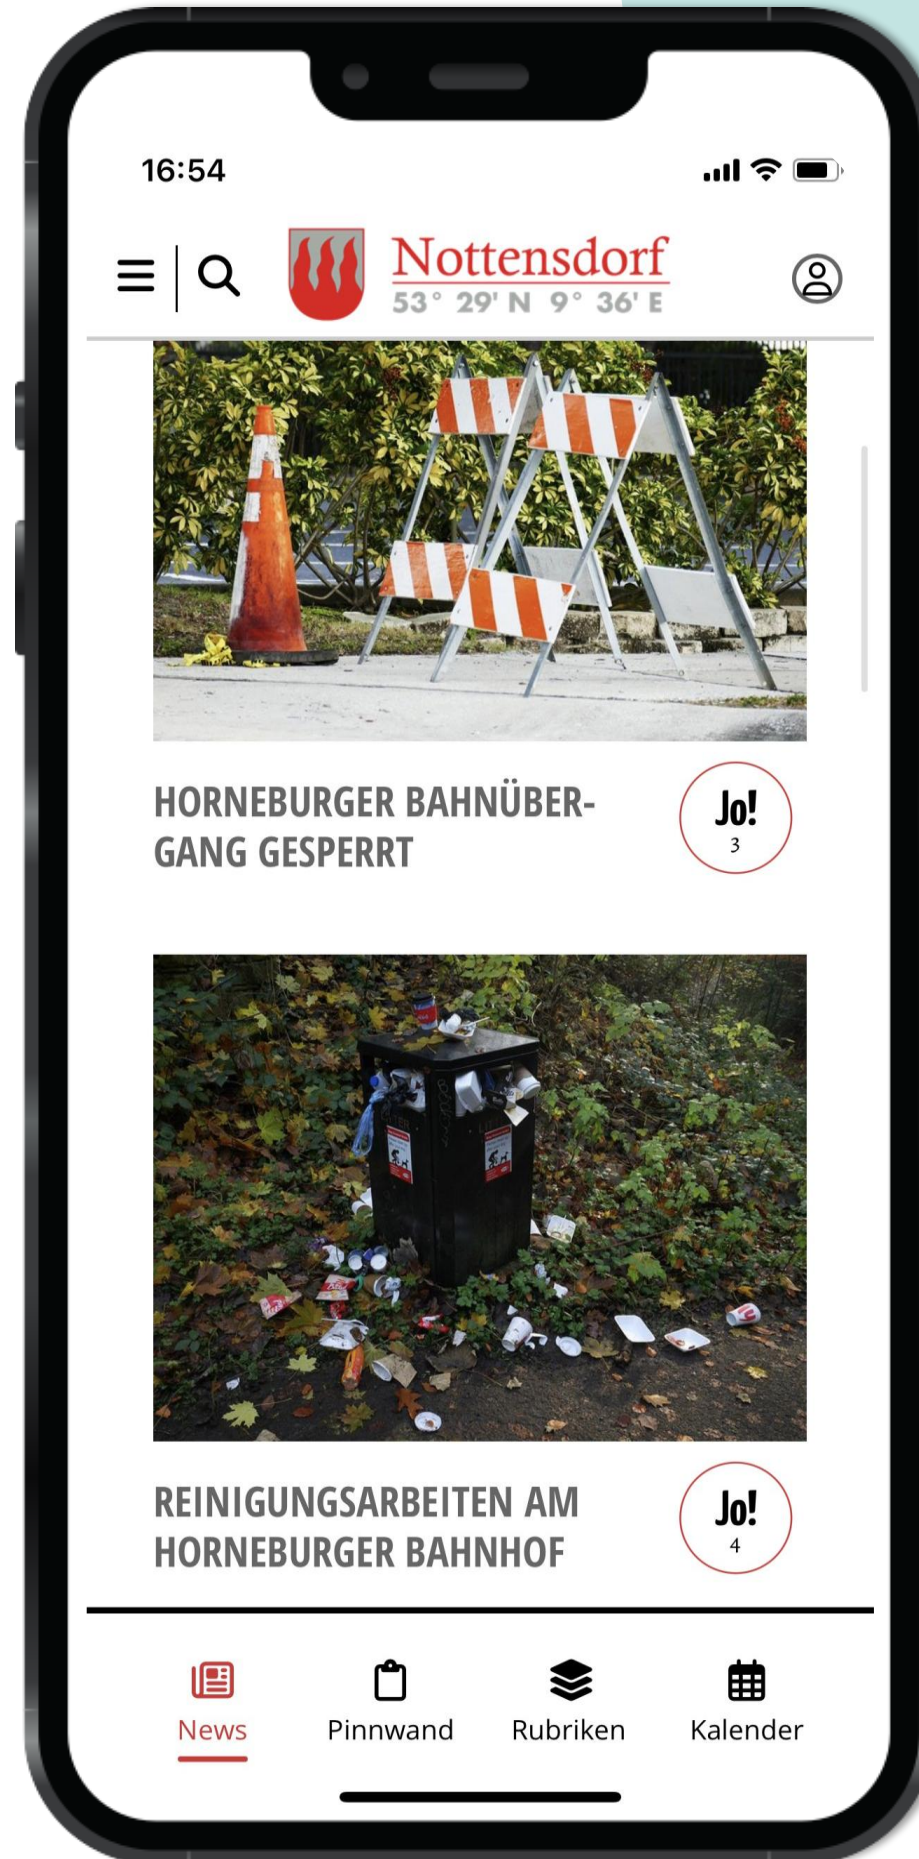 16:54
Nottensdorf
53° 29' N 9° 36' E
HORNEBURGER BAHNÜBER-
GANG GESPERRT
Jo!
3
REINIGUNGSARBEITEN AM
HORNEBURGER BAHNHOF
Jo!
4
News
Pinnwand
Rubriken
Kalender